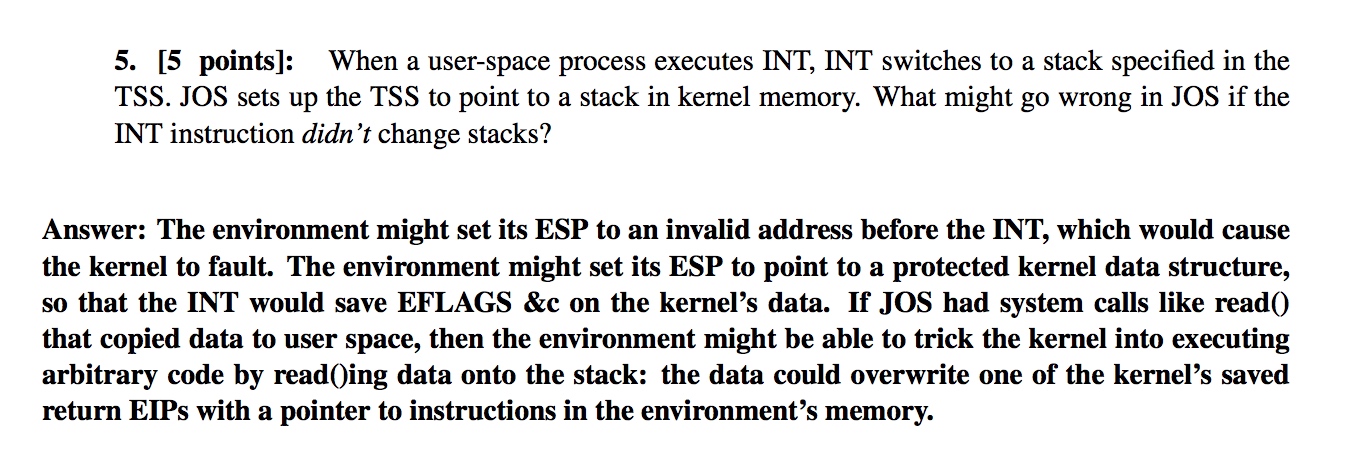 5. [5 points]: When a user-space process executes INT, INT switches to a stack specified in the
TSS. JOS sets up the TSS to point to a stack in kernel memory. What might go wrong in JOS if the
INT instruction didn't change stacks?
Answer: The environment might set its ESP to an invalid address before the INT, which would cause
the kernel to fault. The environment might set its ESP to point to a protected kernel data structure,
so that the INT would save EFLAGS &c on the kernel's data. If JOS had system calls like read()
that copied data to user space, then the environment might be able to trick the kernel into executing
arbitrary code by read()ing data onto the stack: the data could overwrite one of the kernel's saved
return EIPs with a pointer to instructions in the environment's memory.